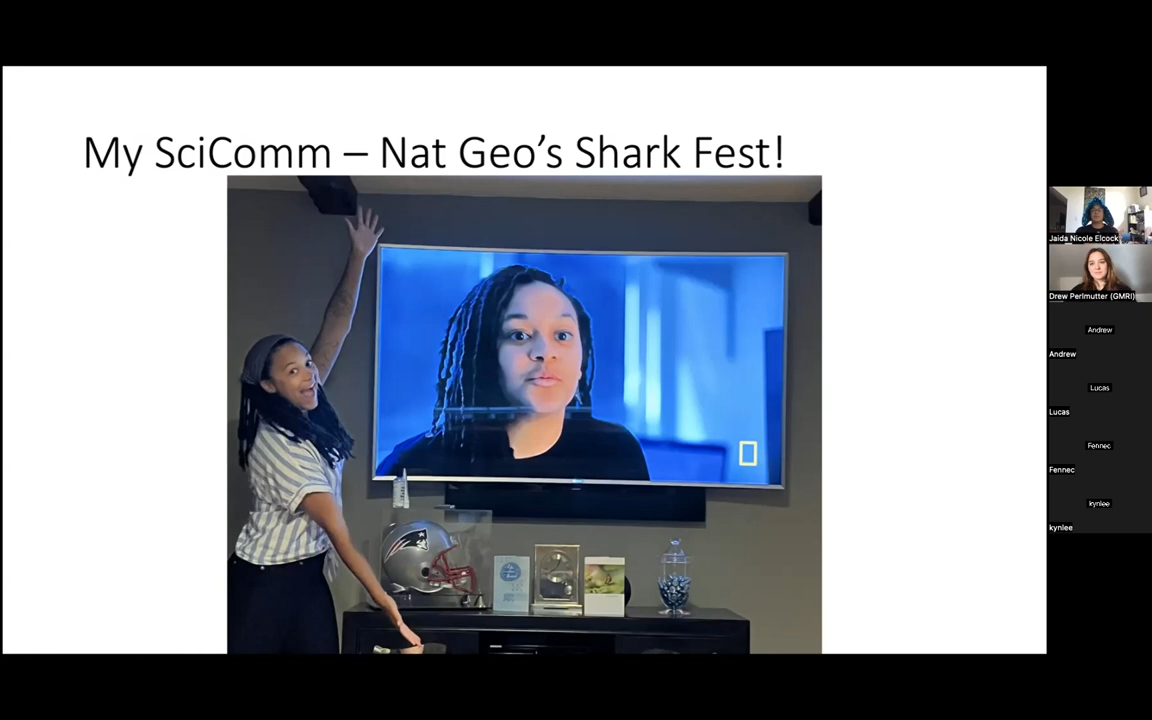 My SciComm – Nat Geo's Shark Fest!
Jaida Nicole Elcock
Drew Perlmutter (GMRI)
Andrew
Andrew
Lucas
Lucas
Fennec
Fennec
kynlee
kynlee